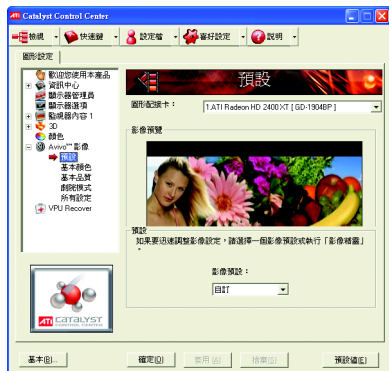 Catalyst Control Center
檢視 快速鍵 設定檔 喜好設定 說明
圖形設定
歡迎您使用本產品
資訊中心
顯示器管理員
顯示器選項
監視器內容 1
3D
顏色
Avivo™ 影像
預設
基本顏色
基本品質
劇院模式
所有設定
VPU Recover
ATI
CATALYST
CONTROL CENTER
預設
圖形配接卡：
1.ATI Radeon HD 2400 XT [ GD-1904BP ]
影像預覽
預設
如果要迅速調整影像設定，請選擇一個影像預設或執行「影像精靈」
。
影像預設：
自訂
基本(B)... 確定(O) 套用(A) 捨棄(D) 預設值(E)